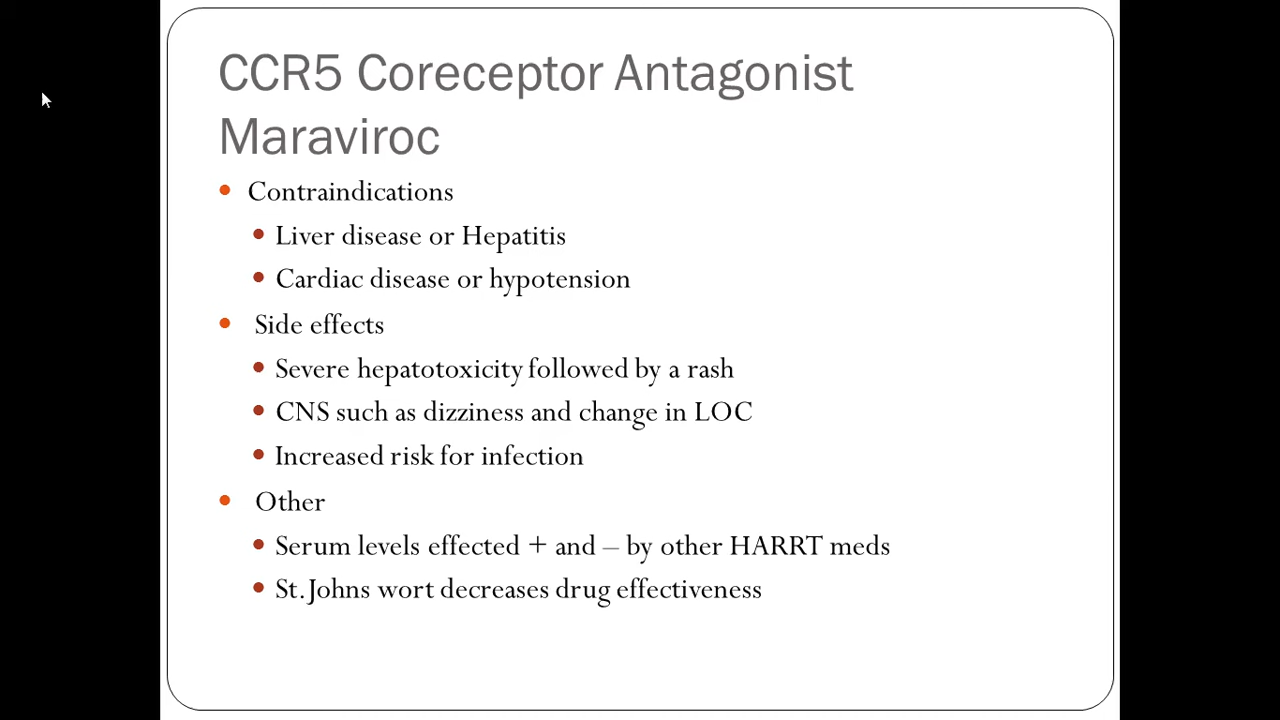 CCR5 Coreceptor Antagonist
Maraviroc
Contraindications
Liver disease or Hepatitis
Cardiac disease or hypotension
Side effects
Severe hepatotoxicity followed by a rash
CNS such as dizziness and change in LOC
Increased risk for infection
Other
Serum levels effected + and – by other HARRT meds
St. Johns wort decreases drug effectiveness